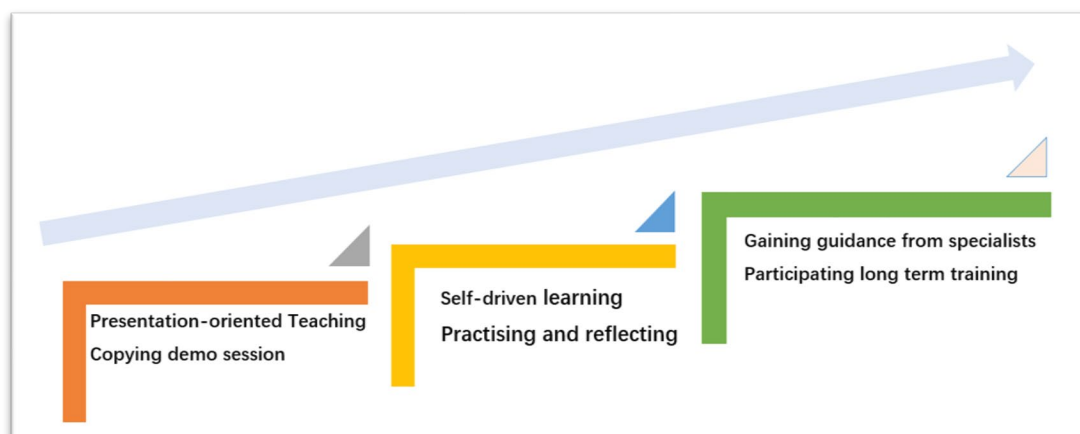 Presentation-oriented Teaching
Copying demo session
Self-driven learning
Practising and reflecting
Gaining guidance from specialists
Participating long term training